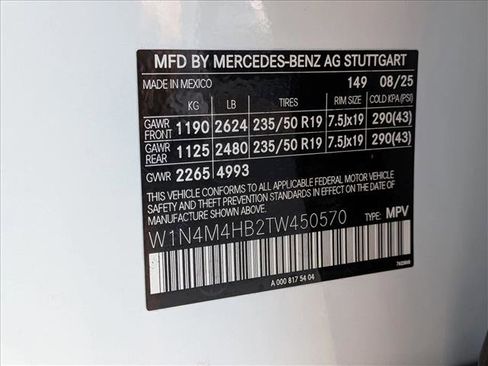 MFD BY MERCEDES-BENZ AG STUTTGART
MADE IN MEXICO 149 08/25
KG LB TIRES RIM SIZE COLD KPA (PSI)
GAWR FRONT 1190 2624 235/50 R19 7.5Jx19 290(43)
GAWR REAR 1125 2480 235/50 R19 7.5Jx19 290(43)
GVWR 2265 4993
THIS VEHICLE CONFORMS TO ALL APPLICABLE FEDERAL MOTOR VEHICLE
SAFETY, BUMPER AND THEFT PREVENTION STANDARDS IN EFFECT ON THE DATE OF
MANUFACTURE SHOWN ABOVE.
W1N4M4HB2TW450570 TYPE: MPV
A 000 817 54 04